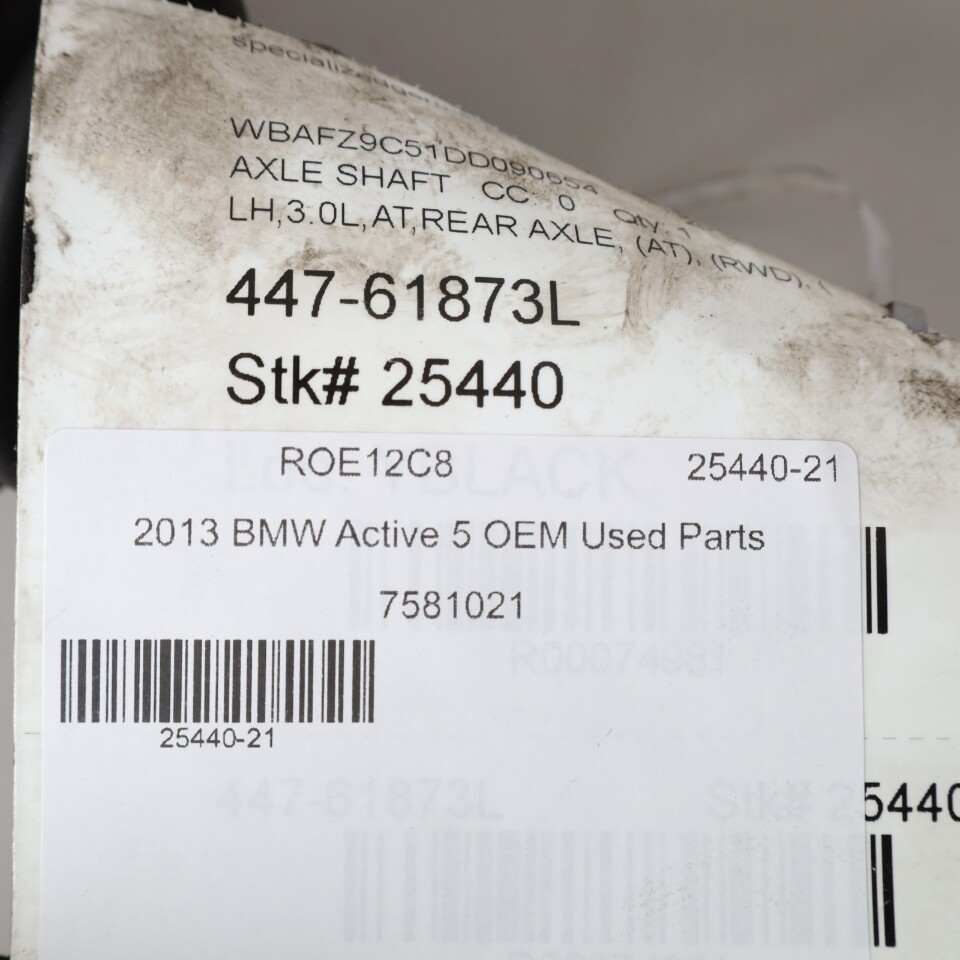 WBAFZ9C51DD090954
AXLE SHAFT CC: 0 Qty: 1
LH,3.0L,AT,REAR AXLE, (AT), (RWD), (
447-61873L
Stk# 25440
ROE12C8 25440-21
2013 BMW Active 5 OEM Used Parts
7581021
R00074981
25440-21
447-61873L Stk# 25440